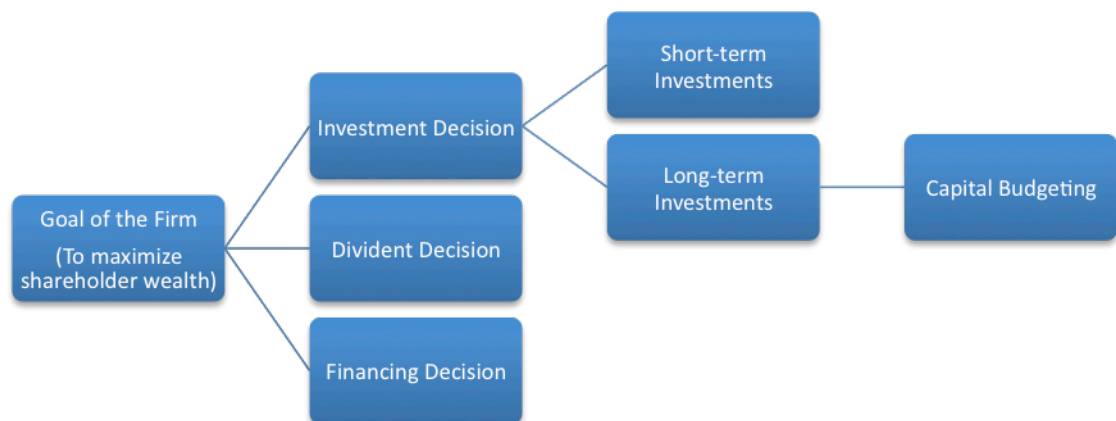 Goal of the Firm
(To maximize
shareholder wealth)
Investment Decision
Short-term
Investments
Long-term
Investments
Capital Budgeting
Divident Decision
Financing Decision